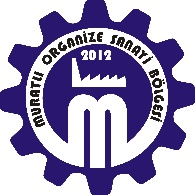 MURATLI ORGANİZE SANAYİ BÖLGESİ
2012